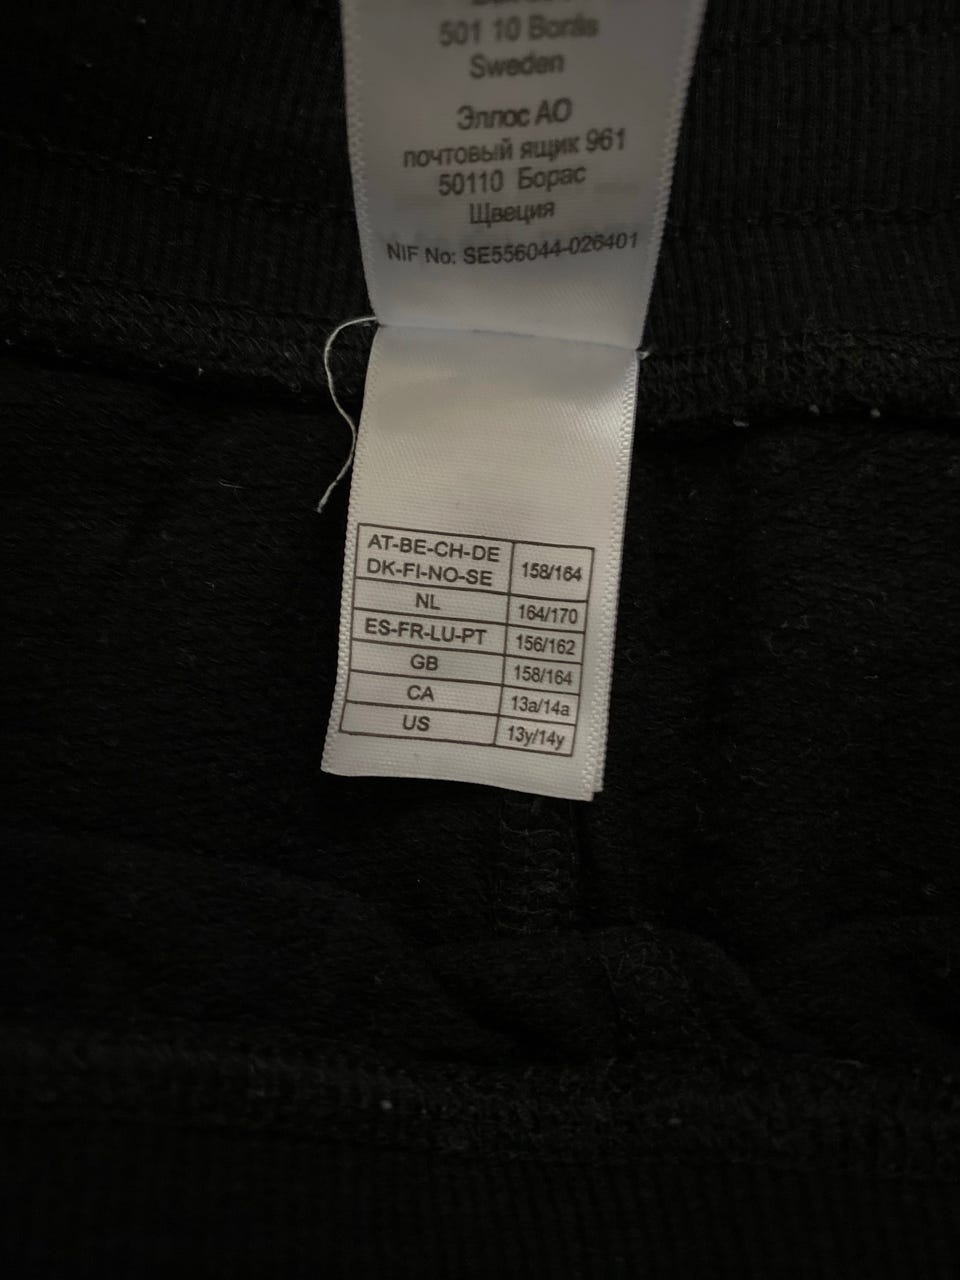 501 10 Borås
Sweden
Эллос АО
почтовый ящик 961
50110 Борас
Щвеция
NIF No: SE556044-026401
AT-BE-CH-DE
DK-FI-NO-SE 158/164
NL 164/170
ES-FR-LU-PT 156/162
GB 158/164
CA 13a/14a
US 13y/14y